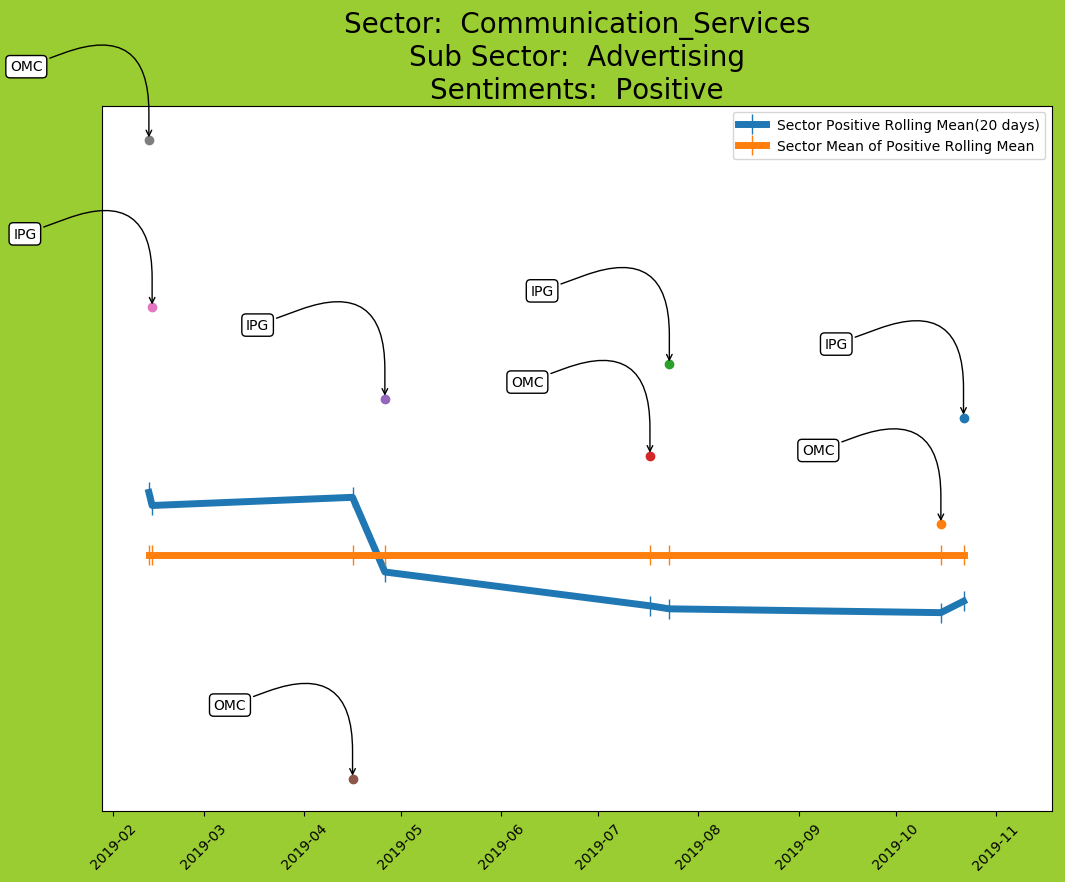 Sector:  Communication_Services
Sub Sector:  Advertising
Sentiments:  Positive
OMC
Sector Positive Rolling Mean(20 days)
Sector Mean of Positive Rolling Mean
IPG
IPG
IPG
IPG
OMC
OMC
OMC
2019-02
2019-03
2019-04
2019-05
2019-06
2019-07
2019-08
2019-09
2019-10
2019-11